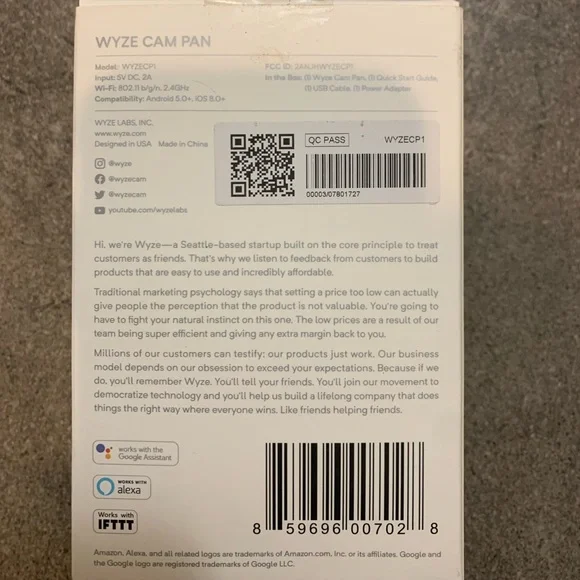 WYZE CAM PAN
Model: WYZECP1
Input: 5V DC, 2A
Wi-Fi: 802.11 b/g/n, 2.4GHz
Compatibility: Android 5.0+, iOS 9.0+
FCC ID: 2ANJHWYZECP1
In the Box: (1) Wyze Cam Pan, (1) Quick Start Guide,
(1) USB Cable, (1) Power Adapter
WYZE LABS, INC.
www.wyze.com
Designed in USA Made in China
@wyze
@wyzecam
@wyzecam
youtube.com/wyzelabs
QC PASS WYZECP1
00003/07801727
Hi, we're Wyze—a Seattle-based startup built on the core principle to treat
customers as friends. That's why we listen to feedback from customers to build
products that are easy to use and incredibly affordable.
Traditional marketing psychology says that setting a price too low can actually
give people the perception that the product is not valuable. You're going to
have to fight your natural instinct on this one. The low prices are a result of our
team being super efficient and giving any extra margin back to you.
Millions of our customers can testify: our products just work. Our business
model depends on our obsession to exceed your expectations. Because if we
do, you'll remember Wyze. You'll tell your friends. You'll join our movement to
democratize technology and you'll help us build a lifelong company that does
things the right way where everyone wins. Like friends helping friends.
works with the
Google Assistant
WORKS WITH
alexa
Works with
IFTTT
8 59696 00702 8
Amazon, Alexa, and all related logos are trademarks of Amazon.com, Inc. or its affiliates. Google and
the Google logo are registered trademarks of Google LLC.